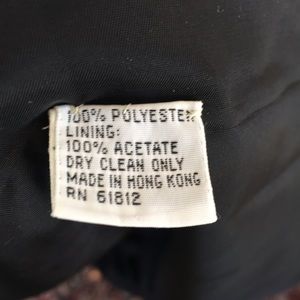 100% POLYESTER
LINING:
100% ACETATE
DRY CLEAN ONLY
MADE IN HONG KONG
RN 61812